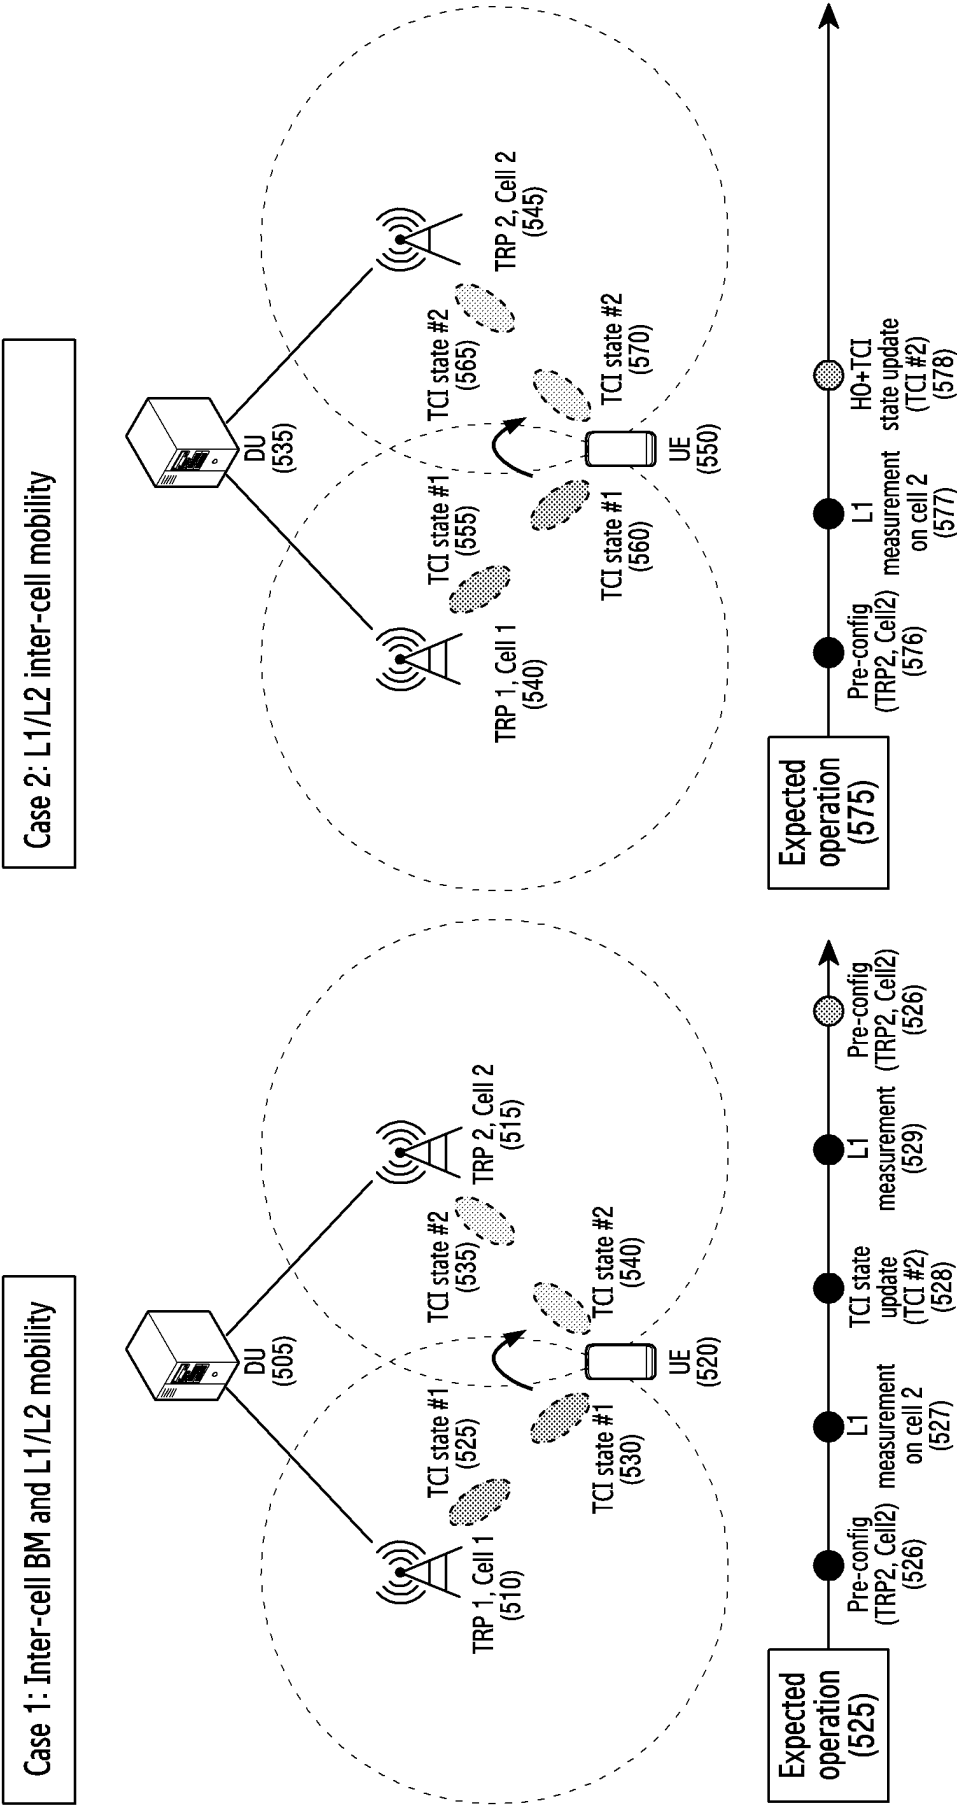 Case 1: Inter-cell BM and L1/L2 mobility
DU
(505)
TRP 1, Cell 1
(510)
TCI state #1
(525)
TCI state #2
(535)
TRP 2, Cell 2
(515)
TCI state #1
(530)
UE
(520)
TCI state #2
(540)
Expected
operation
(525)
Pre-config
(TRP2, Cell2)
(526)
L1
measurement
on cell 2
(527)
TCI state
update
(TCI #2)
(528)
L1
measurement
(529)
Pre-config
(TRP2, Cell2)
(526)
Case 2: L1/L2 inter-cell mobility
DU
(535)
TRP 1, Cell 1
(540)
TCI state #1
(555)
TCI state #2
(565)
TRP 2, Cell 2
(545)
TCI state #1
(560)
UE
(550)
TCI state #2
(570)
Expected
operation
(575)
Pre-config
(TRP2, Cell2)
(576)
L1
measurement
on cell 2
(577)
HO+TCI
state update
(TCI #2)
(578)